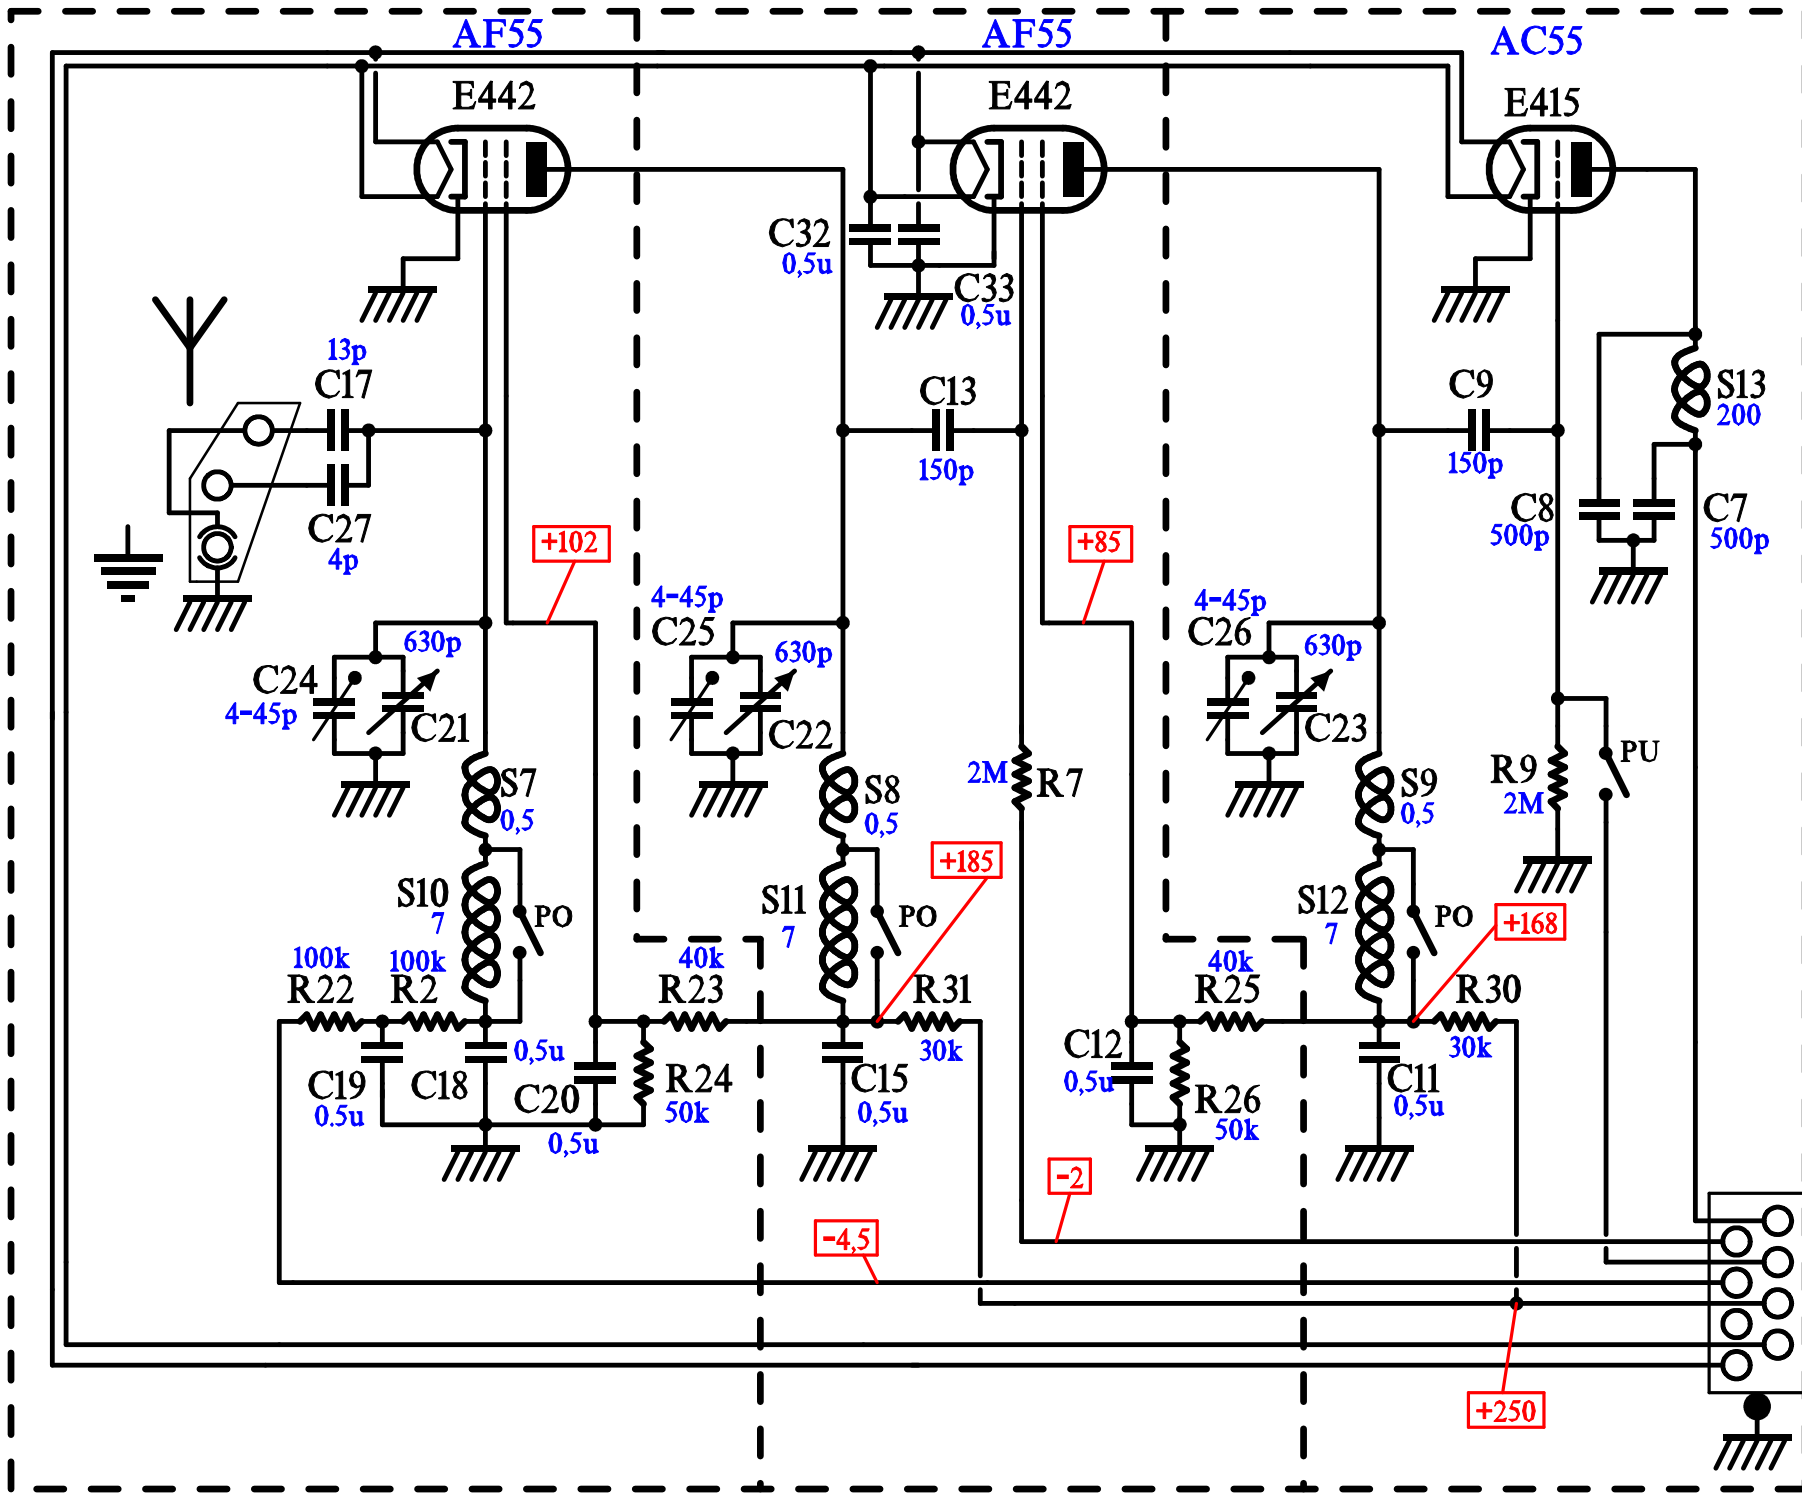 AF55
AF55
AC55
E442
E442
E415
C32
0,5u
C33
0,5u
13p
C17
C27
4p
C13
150p
C9
150p
S13
200
C8
500p
C7
500p
+102
+85
4-45p
C25
630p
4-45p
C26
630p
630p
C24
4-45p
C21
C22
C23
S7
0,5
S8
0,5
2M
R7
S9
0,5
R9
2M
PU
+185
S10
7
PO
S11
7
PO
S12
7
PO
+168
100k
R22
100k
R2
40k
R23
R31
30k
40k
R25
R30
30k
C19
0.5u
C18
0,5u
C20
0,5u
R24
50k
C15
0,5u
C12
0,5u
R26
50k
C11
0,5u
-2
-4,5
+250